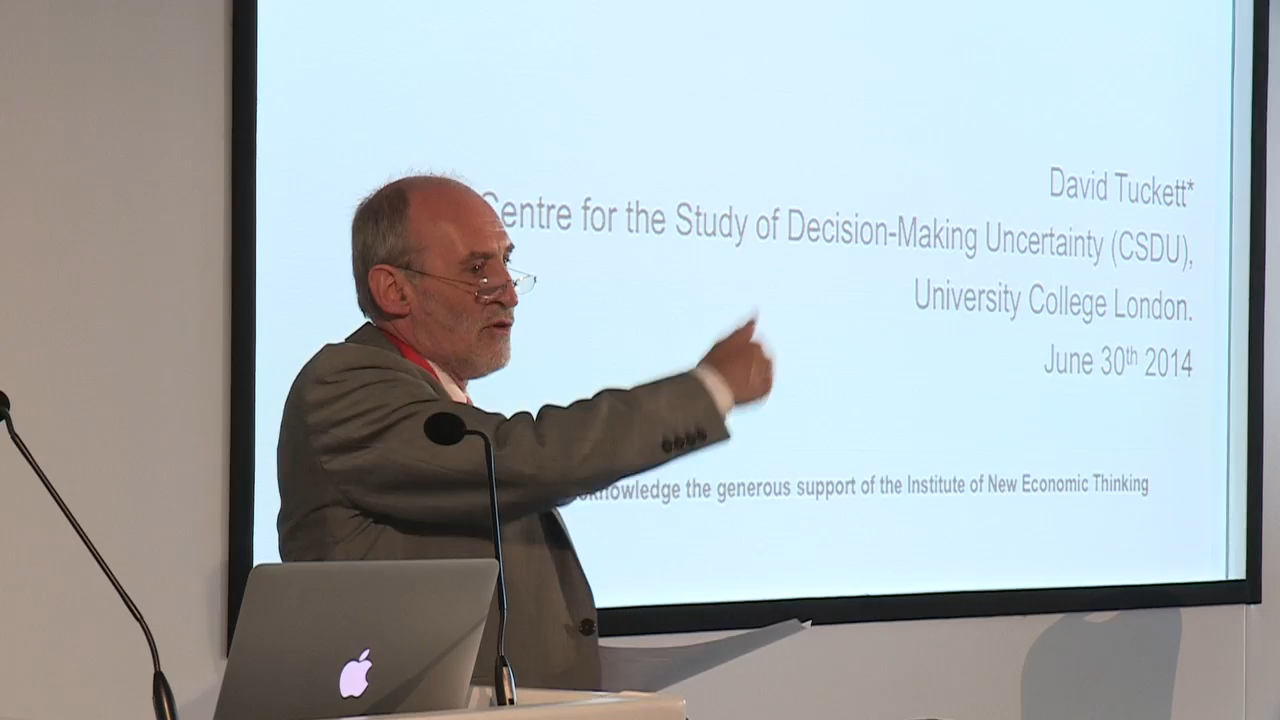 David Tuckett*
Centre for the Study of Decision-Making Uncertainty (CSDU),
University College London.
June 30th 2014
acknowledge the generous support of the Institute of New Economic Thinking